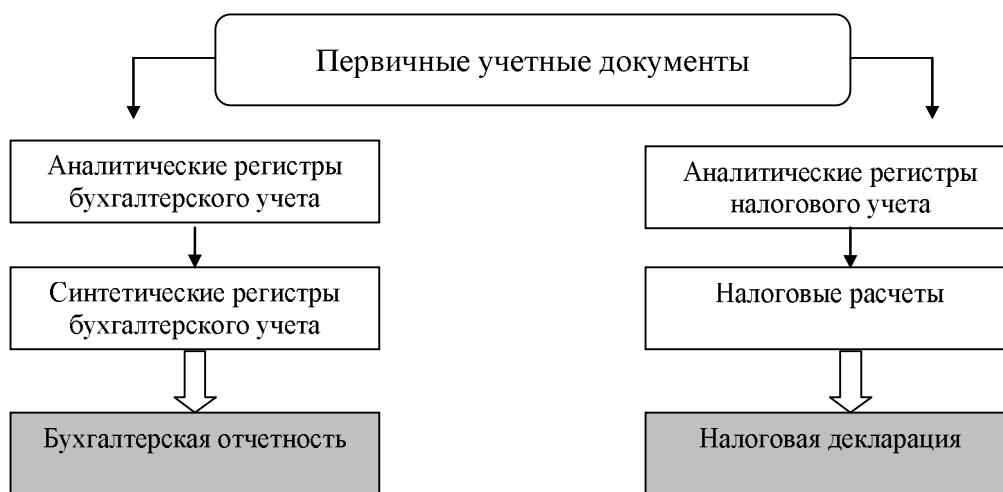 Первичные учетные документы
Аналитические регистры
бухгалтерского учета
Аналитические регистры
налогового учета
Синтетические регистры
бухгалтерского учета
Налоговые расчеты
Бухгалтерская отчетность
Налоговая декларация